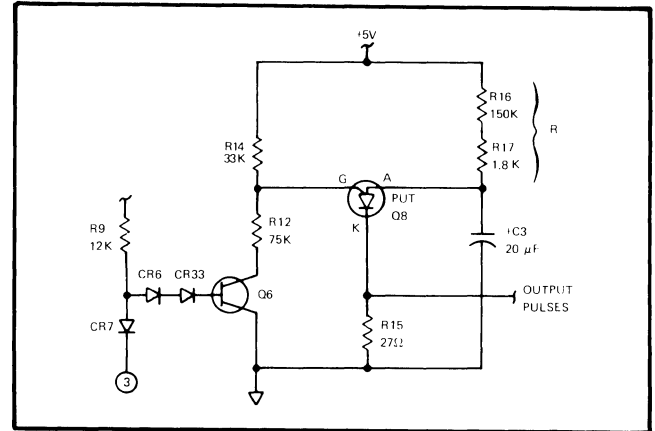 +5V
R16
150K
R
R17
1.8 K
R14
33K
G
A
PUT
Q8
K
R9
12K
R12
75K
+C3
20 µF
CR6
CR33
Q6
OUTPUT
PULSES
CR7
R15
27Ω
3